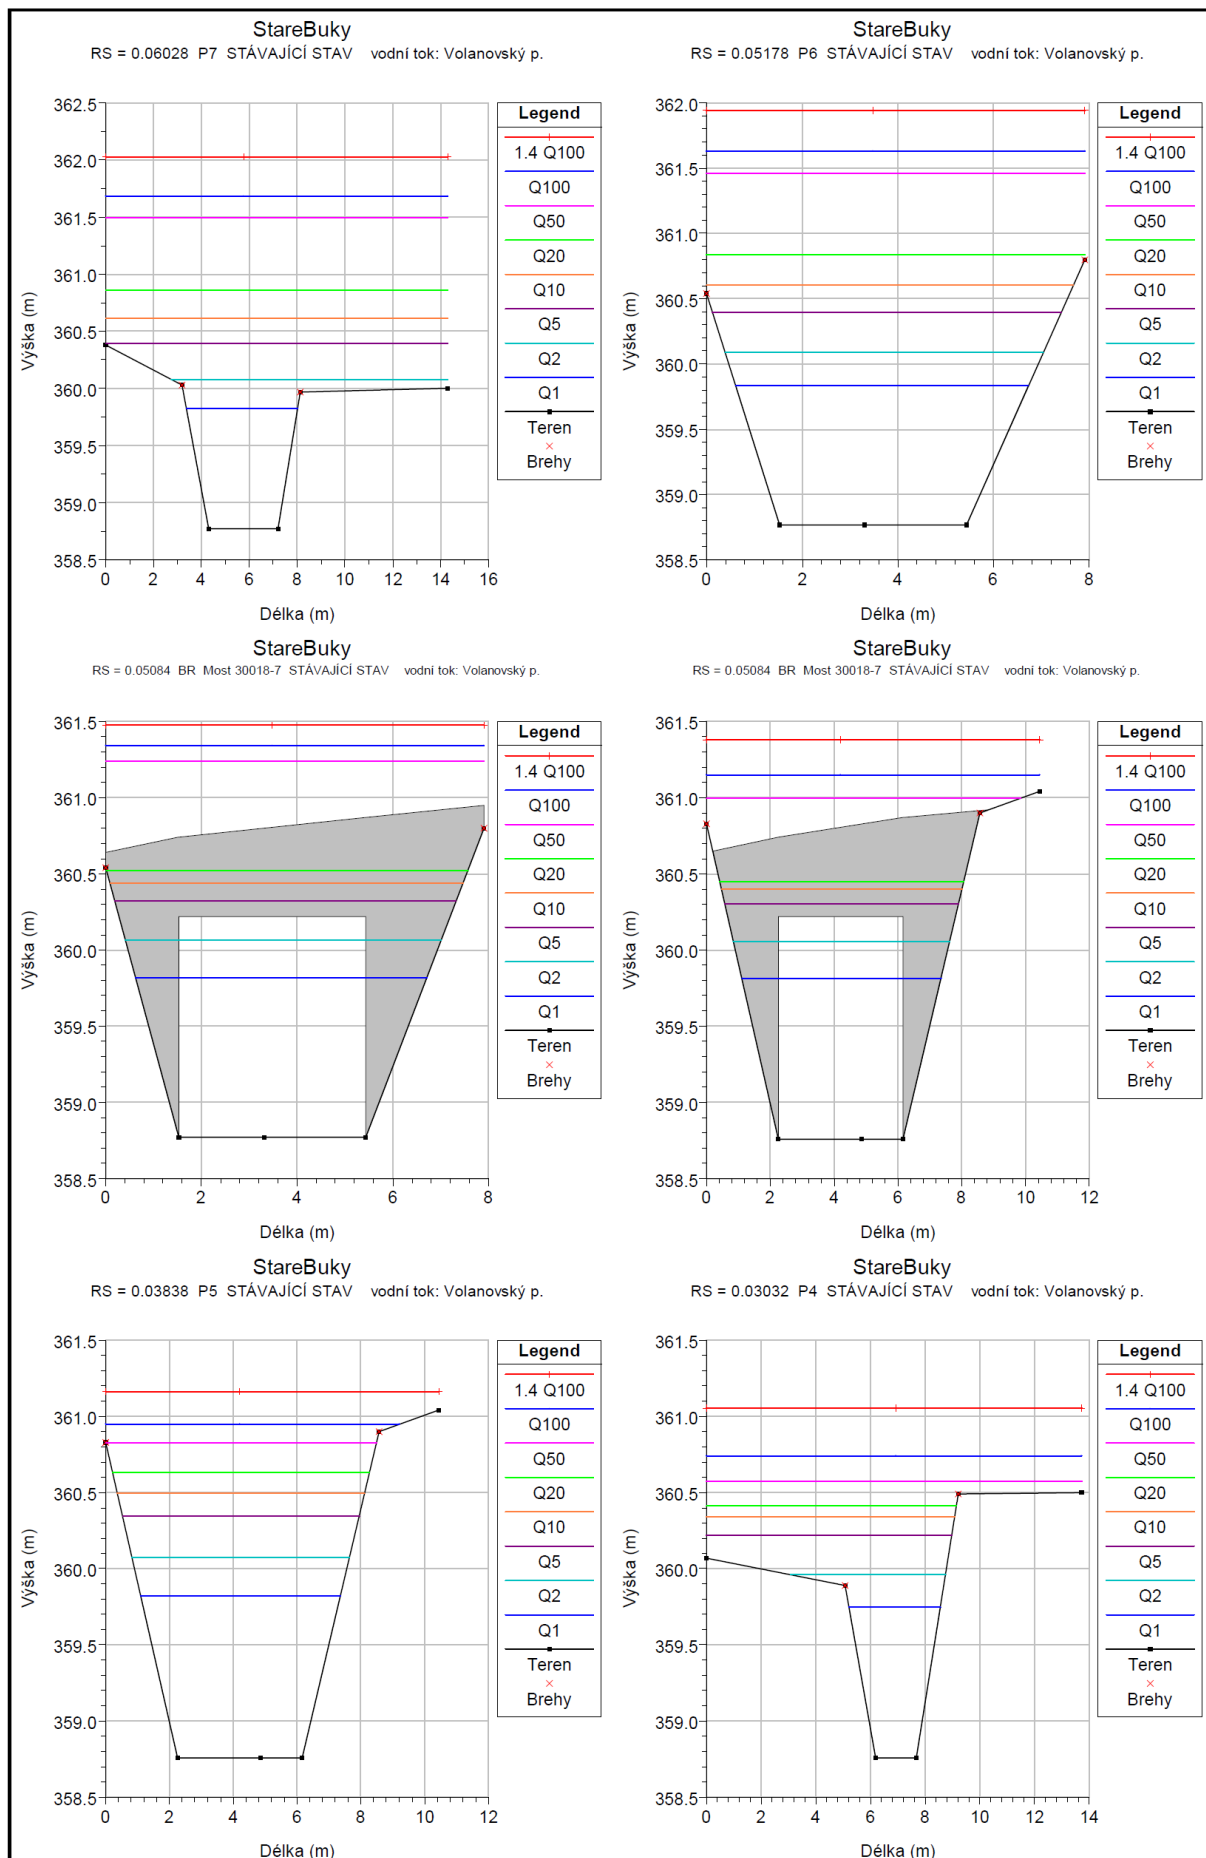 StareBuky
RS = 0.06028 P7 STÁVAJÍCÍ STAV vodní tok: Volanovský p.
362.5
362.0
361.5
361.0
360.5
360.0
359.5
359.0
358.5
Výška (m)
0 2 4 6 8 10 12 14 16
Délka (m)
Legend
1.4 Q100
Q100
Q50
Q20
Q10
Q5
Q2
Q1
Teren
Brehy
StareBuky
RS = 0.05178 P6 STÁVAJÍCÍ STAV vodní tok: Volanovský p.
362.0
361.5
361.0
360.5
360.0
359.5
359.0
358.5
Výška (m)
0 2 4 6 8
Délka (m)
Legend
1.4 Q100
Q100
Q50
Q20
Q10
Q5
Q2
Q1
Teren
Brehy
StareBuky
RS = 0.05084 BR Most 30018-7 STÁVAJÍCÍ STAV vodní tok: Volanovský p.
361.5
361.0
360.5
360.0
359.5
359.0
358.5
Výška (m)
0 2 4 6 8
Délka (m)
Legend
1.4 Q100
Q100
Q50
Q20
Q10
Q5
Q2
Q1
Teren
Brehy
StareBuky
RS = 0.05084 BR Most 30018-7 STÁVAJÍCÍ STAV vodní tok: Volanovský p.
361.5
361.0
360.5
360.0
359.5
359.0
358.5
Výška (m)
0 2 4 6 8 10 12
Délka (m)
Legend
1.4 Q100
Q100
Q50
Q20
Q10
Q5
Q2
Q1
Teren
Brehy
StareBuky
RS = 0.03838 P5 STÁVAJÍCÍ STAV vodní tok: Volanovský p.
361.5
361.0
360.5
360.0
359.5
359.0
358.5
Výška (m)
0 2 4 6 8 10 12
Délka (m)
Legend
1.4 Q100
Q100
Q50
Q20
Q10
Q5
Q2
Q1
Teren
Brehy
StareBuky
RS = 0.03032 P4 STÁVAJÍCÍ STAV vodní tok: Volanovský p.
361.5
361.0
360.5
360.0
359.5
359.0
358.5
Výška (m)
0 2 4 6 8 10 12 14
Délka (m)
Legend
1.4 Q100
Q100
Q50
Q20
Q10
Q5
Q2
Q1
Teren
Brehy